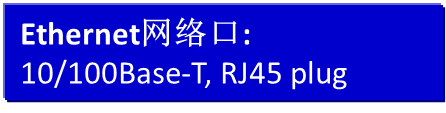 Ethernet网络口:
10/100Base-T, RJ45 plug